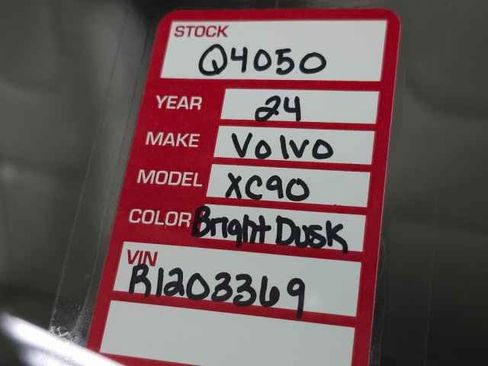 STOCK
Q4050
YEAR 24
MAKE Volvo
MODEL XC90
COLOR Bright Dusk
VIN
R1203369